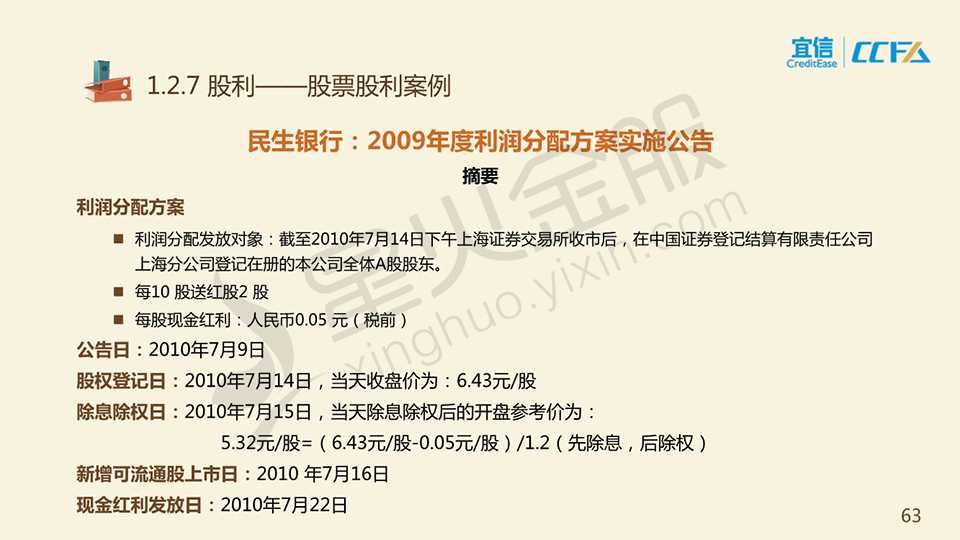 宜信
CreditEase
CCFA
1.2.7 股利——股票股利案例
民生银行：2009年度利润分配方案实施公告
摘要
利润分配方案
■ 利润分配发放对象：截至2010年7月14日下午上海证券交易所收市后，在中国证券登记结算有限责任公司
上海分公司登记在册的本公司全体A股股东。
■ 每10 股送红股2 股
■ 每股现金红利：人民币0.05 元（税前）
公告日：2010年7月9日
股权登记日：2010年7月14日，当天收盘价为：6.43元/股
除息除权日：2010年7月15日，当天除息除权后的开盘参考价为：
5.32元/股=（6.43元/股-0.05元/股）/1.2（先除息，后除权）
新增可流通股上市日：2010 年7月16日
现金红利发放日：2010年7月22日
星火金服
xinghuo.yixin.com
63